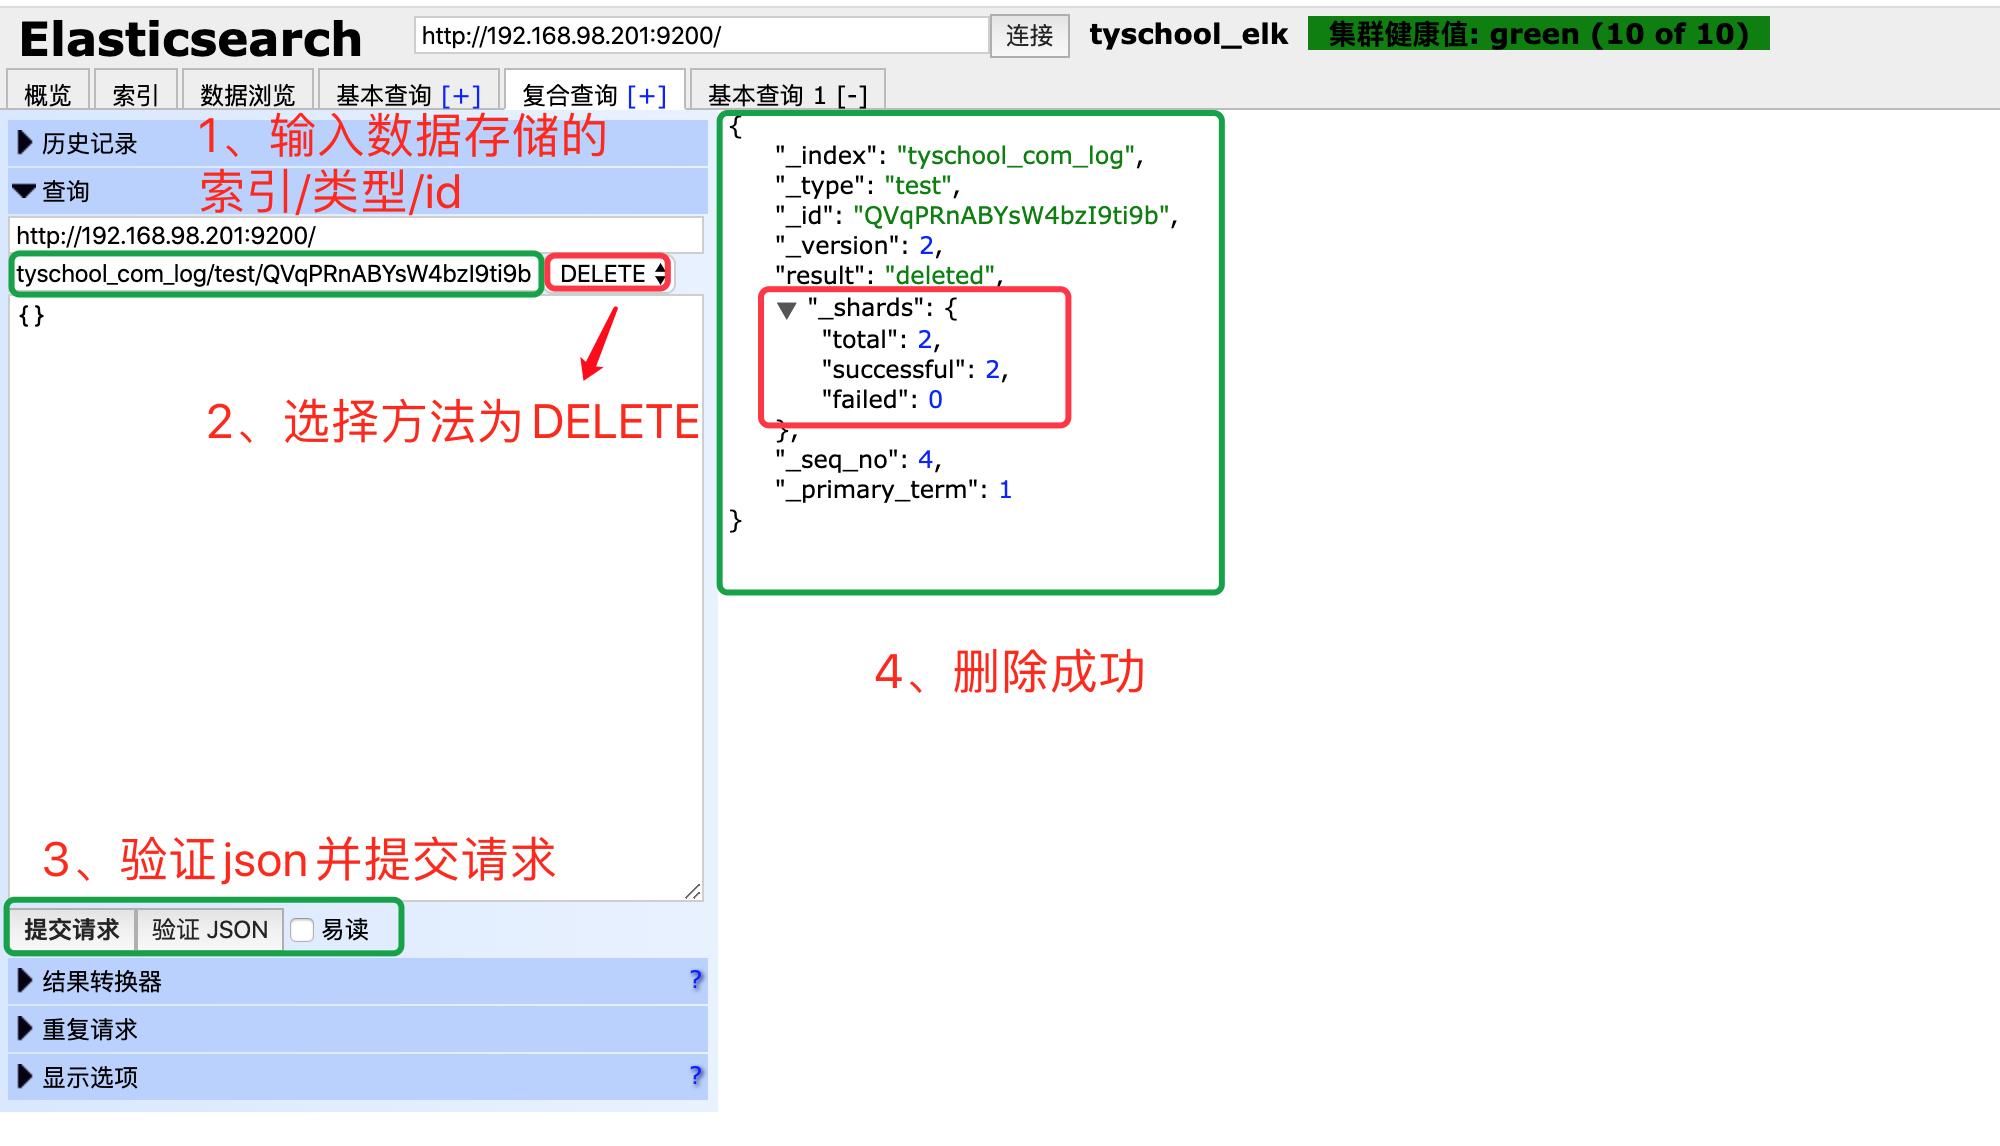 Elasticsearch
http://192.168.98.201:9200/
连接
tyschool_elk
集群健康值: green (10 of 10)
概览
索引
数据浏览
基本查询 [+]
复合查询 [+]
基本查询 1 [-]
历史记录
1、输入数据存储的
索引/类型/id
查询
http://192.168.98.201:9200/
tyschool_com_log/test/QVqPRnABYsW4bzI9ti9b
DELETE
{}
2、选择方法为DELETE
3、验证json并提交请求
提交请求
验证 JSON
易读
结果转换器 ?
重复请求
显示选项 ?
{
"_index": "tyschool_com_log",
"_type": "test",
"_id": "QVqPRnABYsW4bzI9ti9b",
"_version": 2,
"result": "deleted",
"_shards": {
"total": 2,
"successful": 2,
"failed": 0
},
"_seq_no": 4,
"_primary_term": 1
}
4、删除成功